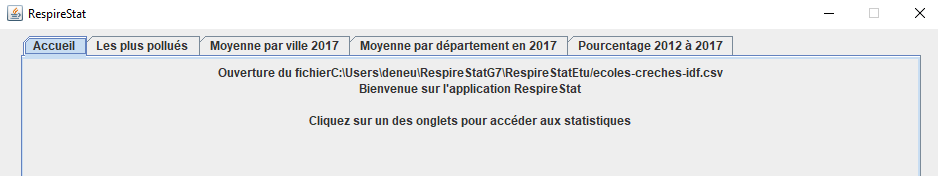 RespireStat
Accueil Les plus pollués Moyenne par ville 2017 Moyenne par département en 2017 Pourcentage 2012 à 2017
Ouverture du fichierC:\Users\deneu\RespireStatG7\RespireStatEtu/ecoles-creches-idf.csv
Bienvenue sur l'application RespireStat
Cliquez sur un des onglets pour accéder aux statistiques